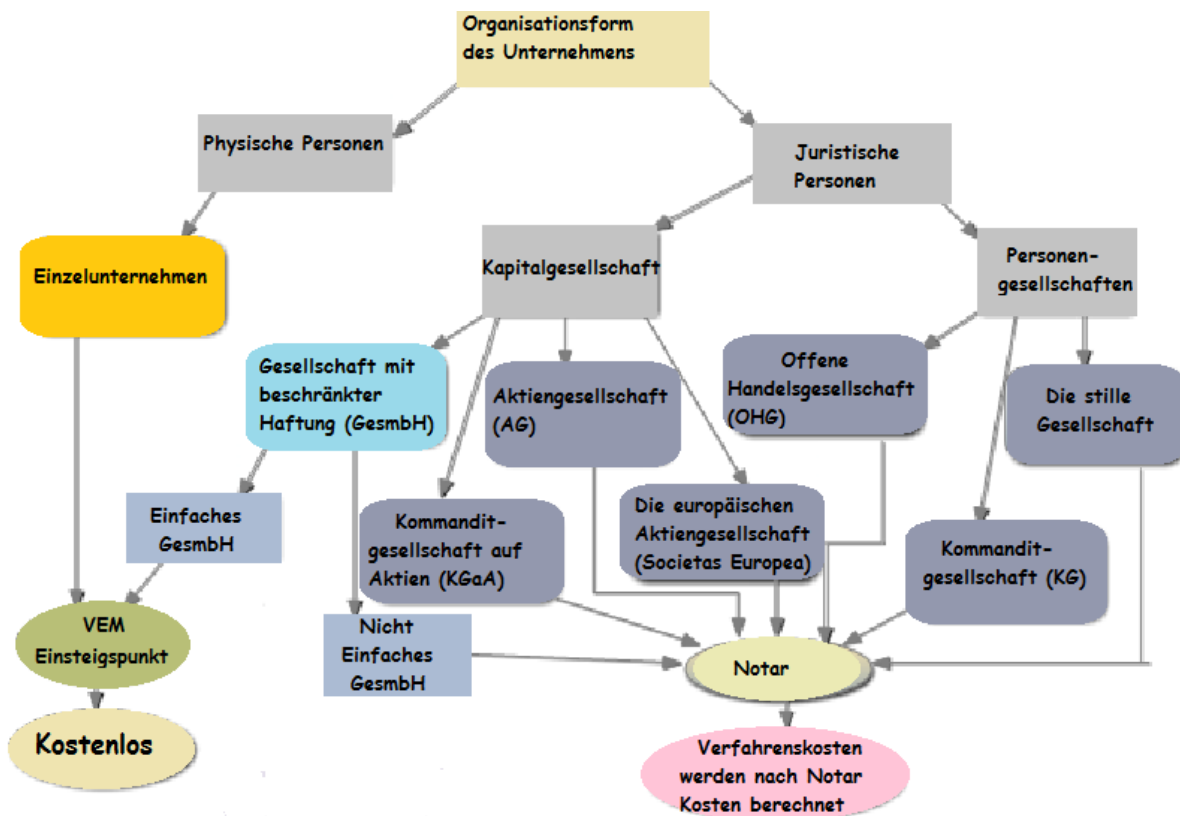 Organisationsform
des Unternehmens
Physische Personen
Juristische
Personen
Einzelunternehmen
Kapitalgesellschaft
Personen-
gesellschaften
Gesellschaft mit
beschränkter
Haftung (GesmbH)
Aktiengesellschaft
(AG)
Offene
Handelsgesellschaft
(OHG)
Die stille
Gesellschaft
Einfaches
GesmbH
Kommandit-
gesellschaft auf
Aktien (KGaA)
Die europäischen
Aktiengesellschaft
(Societas Europea)
Kommandit-
gesellschaft (KG)
VEM
Einsteigspunkt
Nicht
Einfaches
GesmbH
Notar
Kostenlos
Verfahrenskosten
werden nach Notar
Kosten berechnet